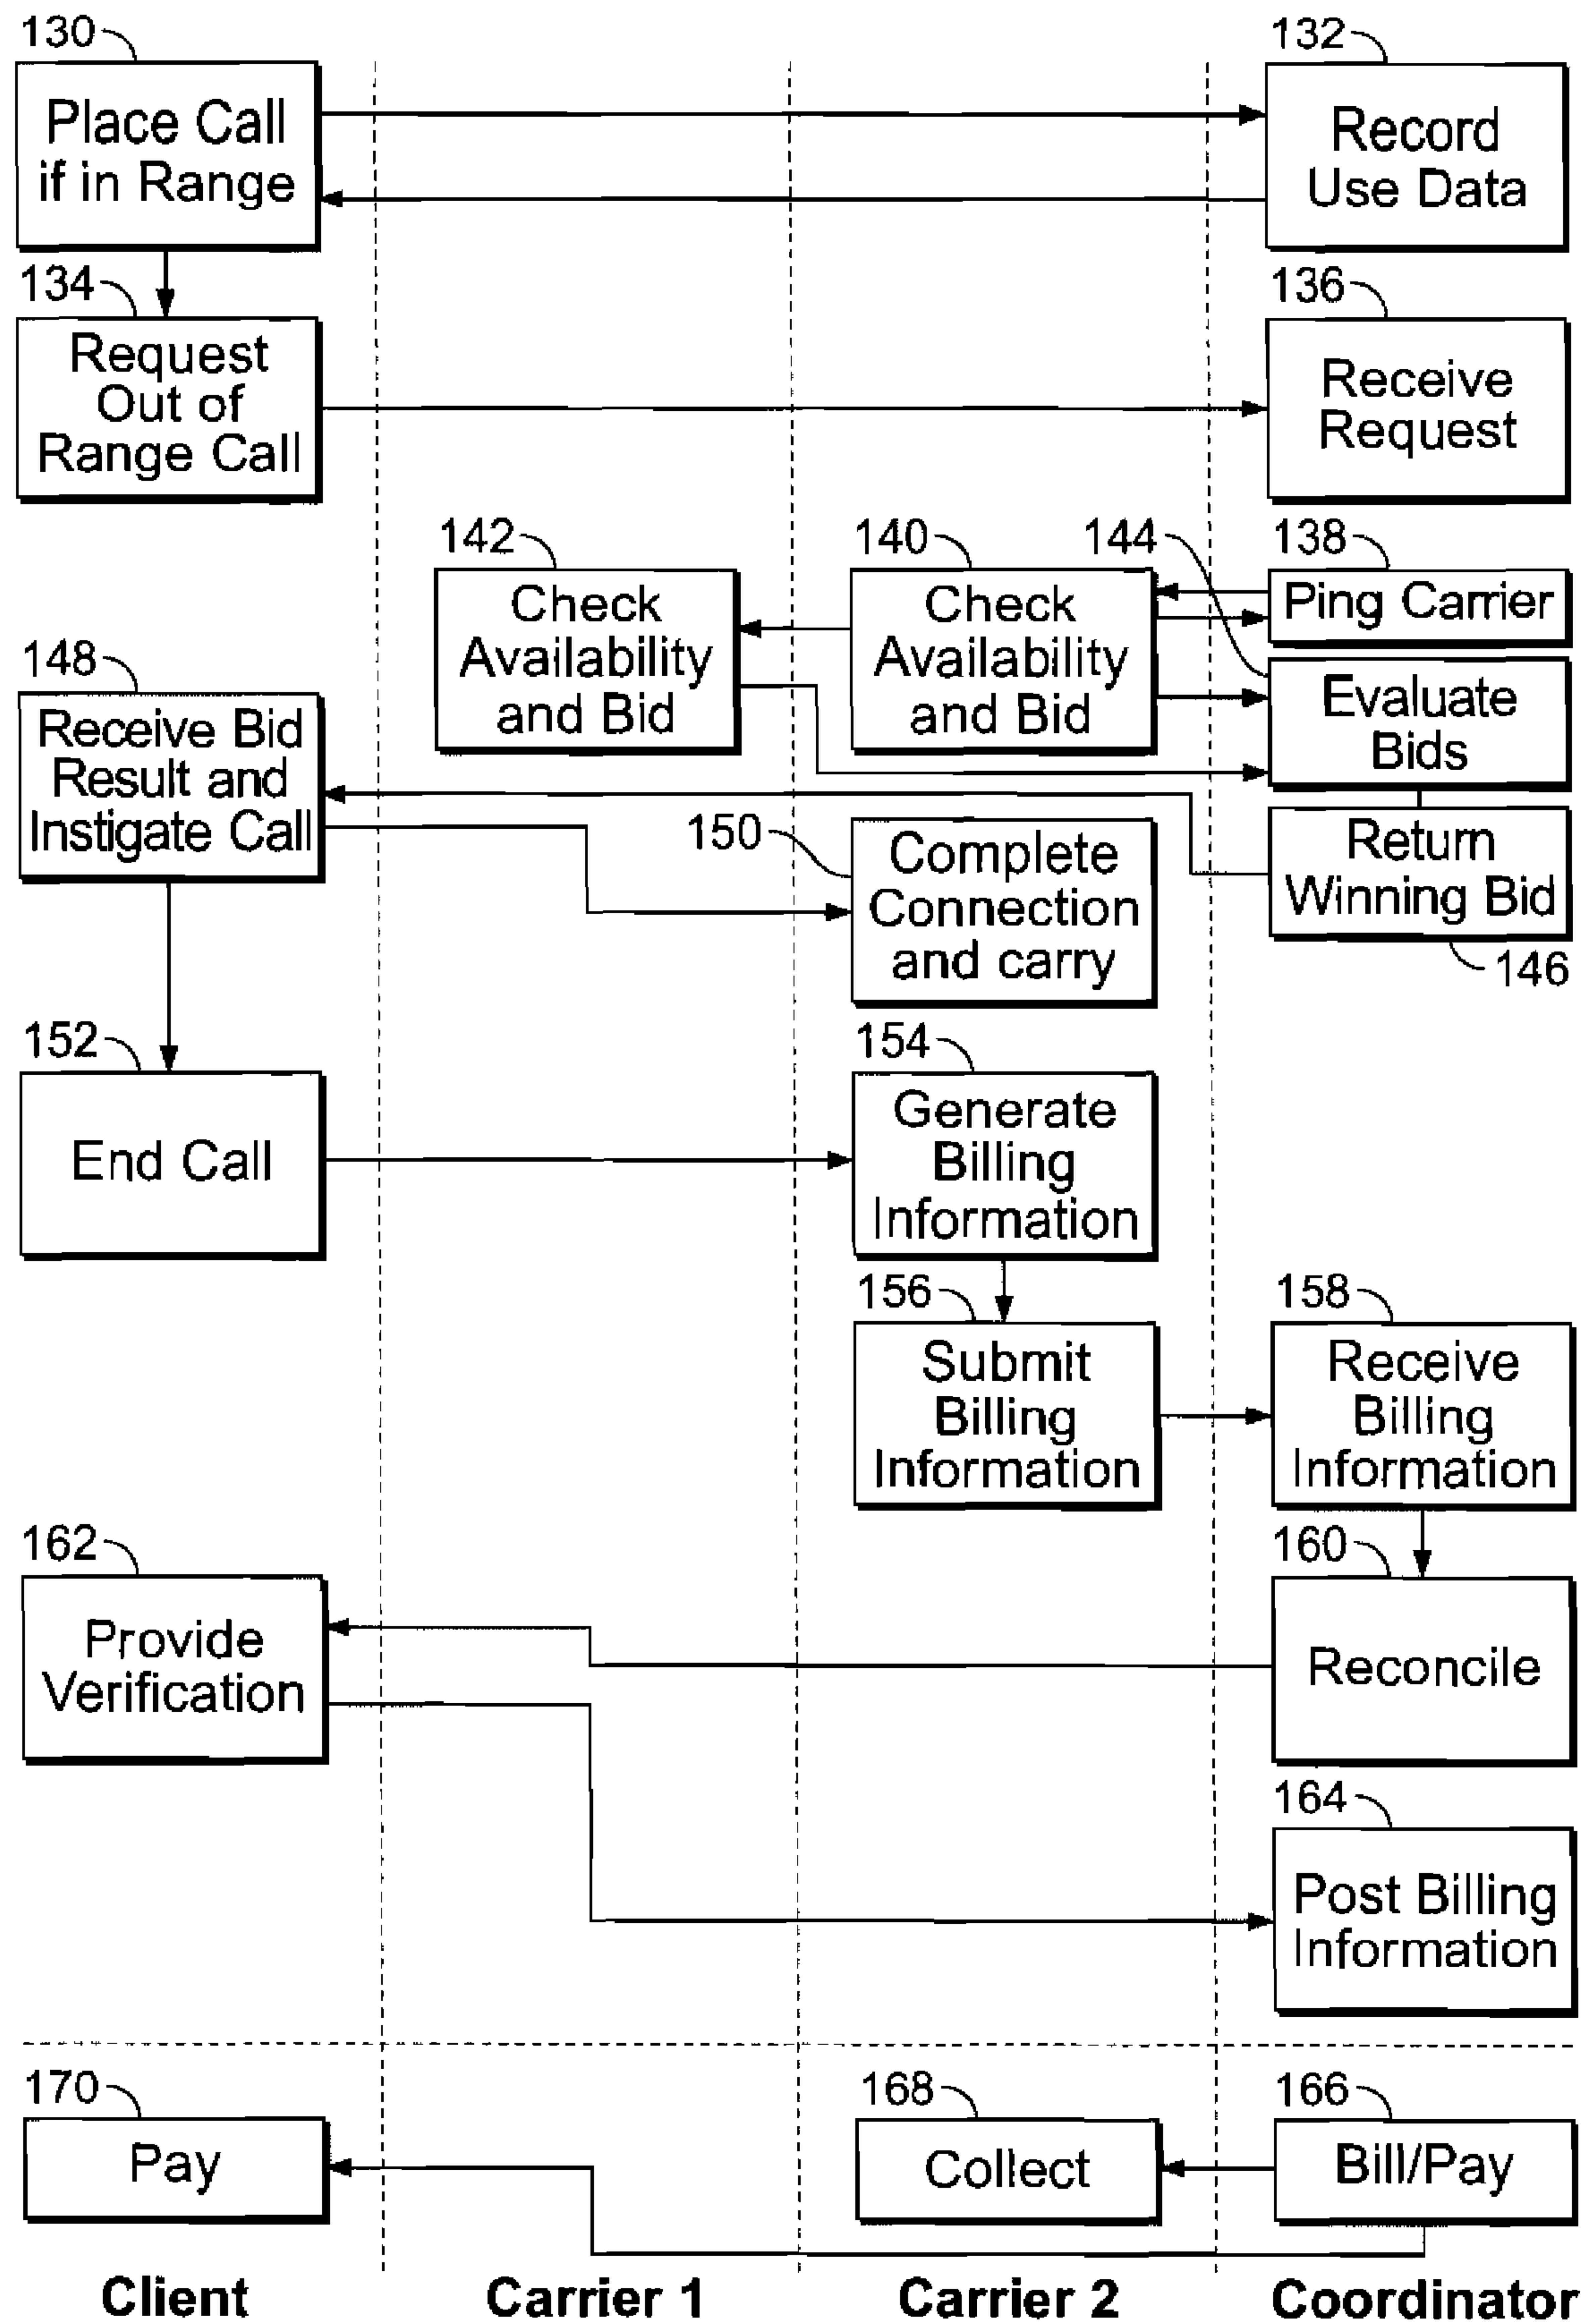 130
Place Call
if in Range
132
Record
Use Data
134
Request
Out of
Range Call
136
Receive
Request
142
Check
Availability
and Bid
140
Check
Availability
and Bid
144
138
Ping Carrier
Evaluate
Bids
148
Receive Bid
Result and
Instigate Call
150
Complete
Connection
and carry
Return
Winning Bid
146
152
End Call
154
Generate
Billing
Information
156
Submit
Billing
Information
158
Receive
Billing
Information
162
Provide
Verification
160
Reconcile
164
Post Billing
Information
170
Pay
168
Collect
166
Bill/Pay
Client
Carrier 1
Carrier 2
Coordinator